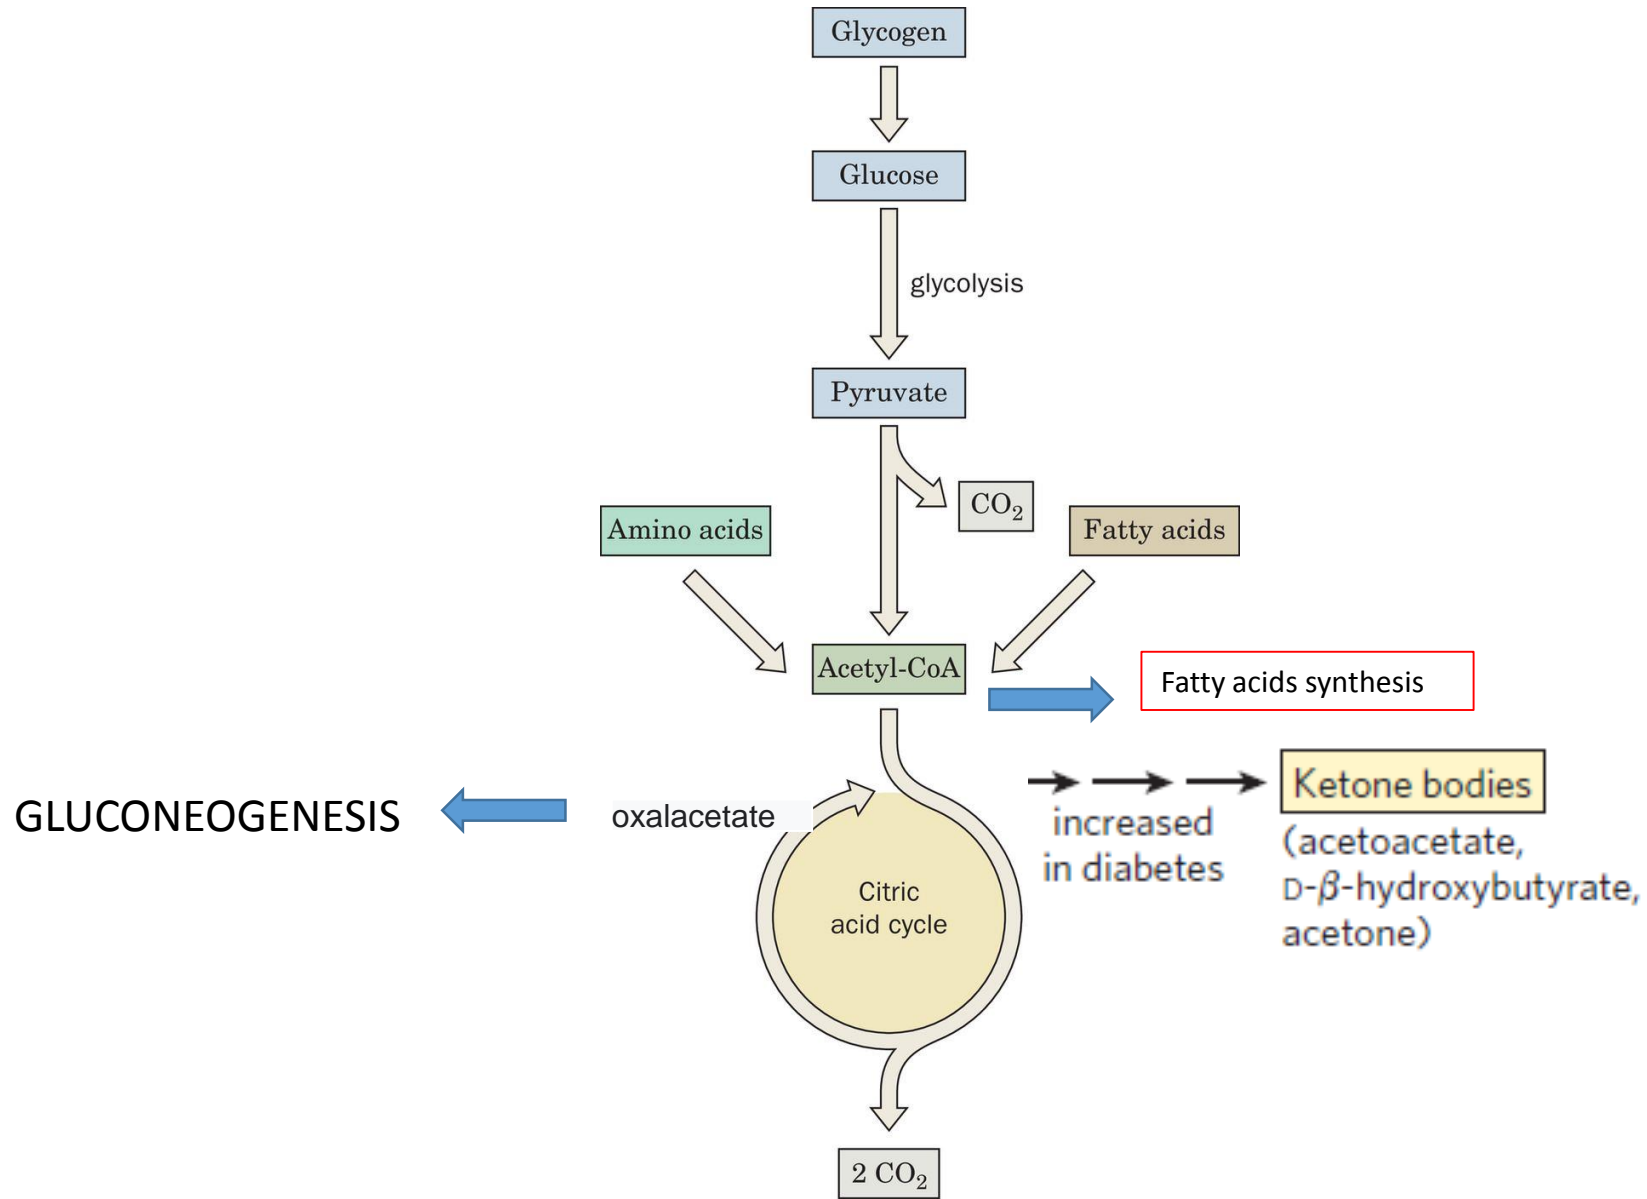 Glycogen
Glucose
glycolysis
Pyruvate
CO₂
Amino acids
Fatty acids
Acetyl-CoA
Fatty acids synthesis
GLUCONEOGENESIS
oxalacetate
increased
in diabetes
Ketone bodies
(acetoacetate,
D-β-hydroxybutyrate,
acetone)
Citric
acid cycle
2 CO₂